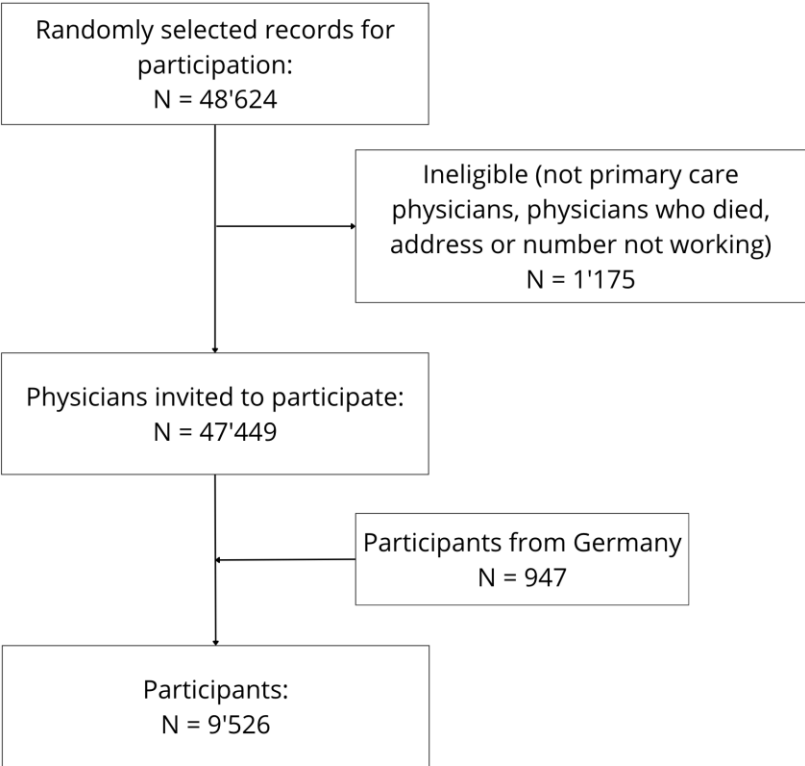 Randomly selected records for
participation:
N = 48'624
Ineligible (not primary care
physicians, physicians who died,
address or number not working)
N = 1'175
Physicians invited to participate:
N = 47'449
Participants from Germany
N = 947
Participants:
N = 9'526